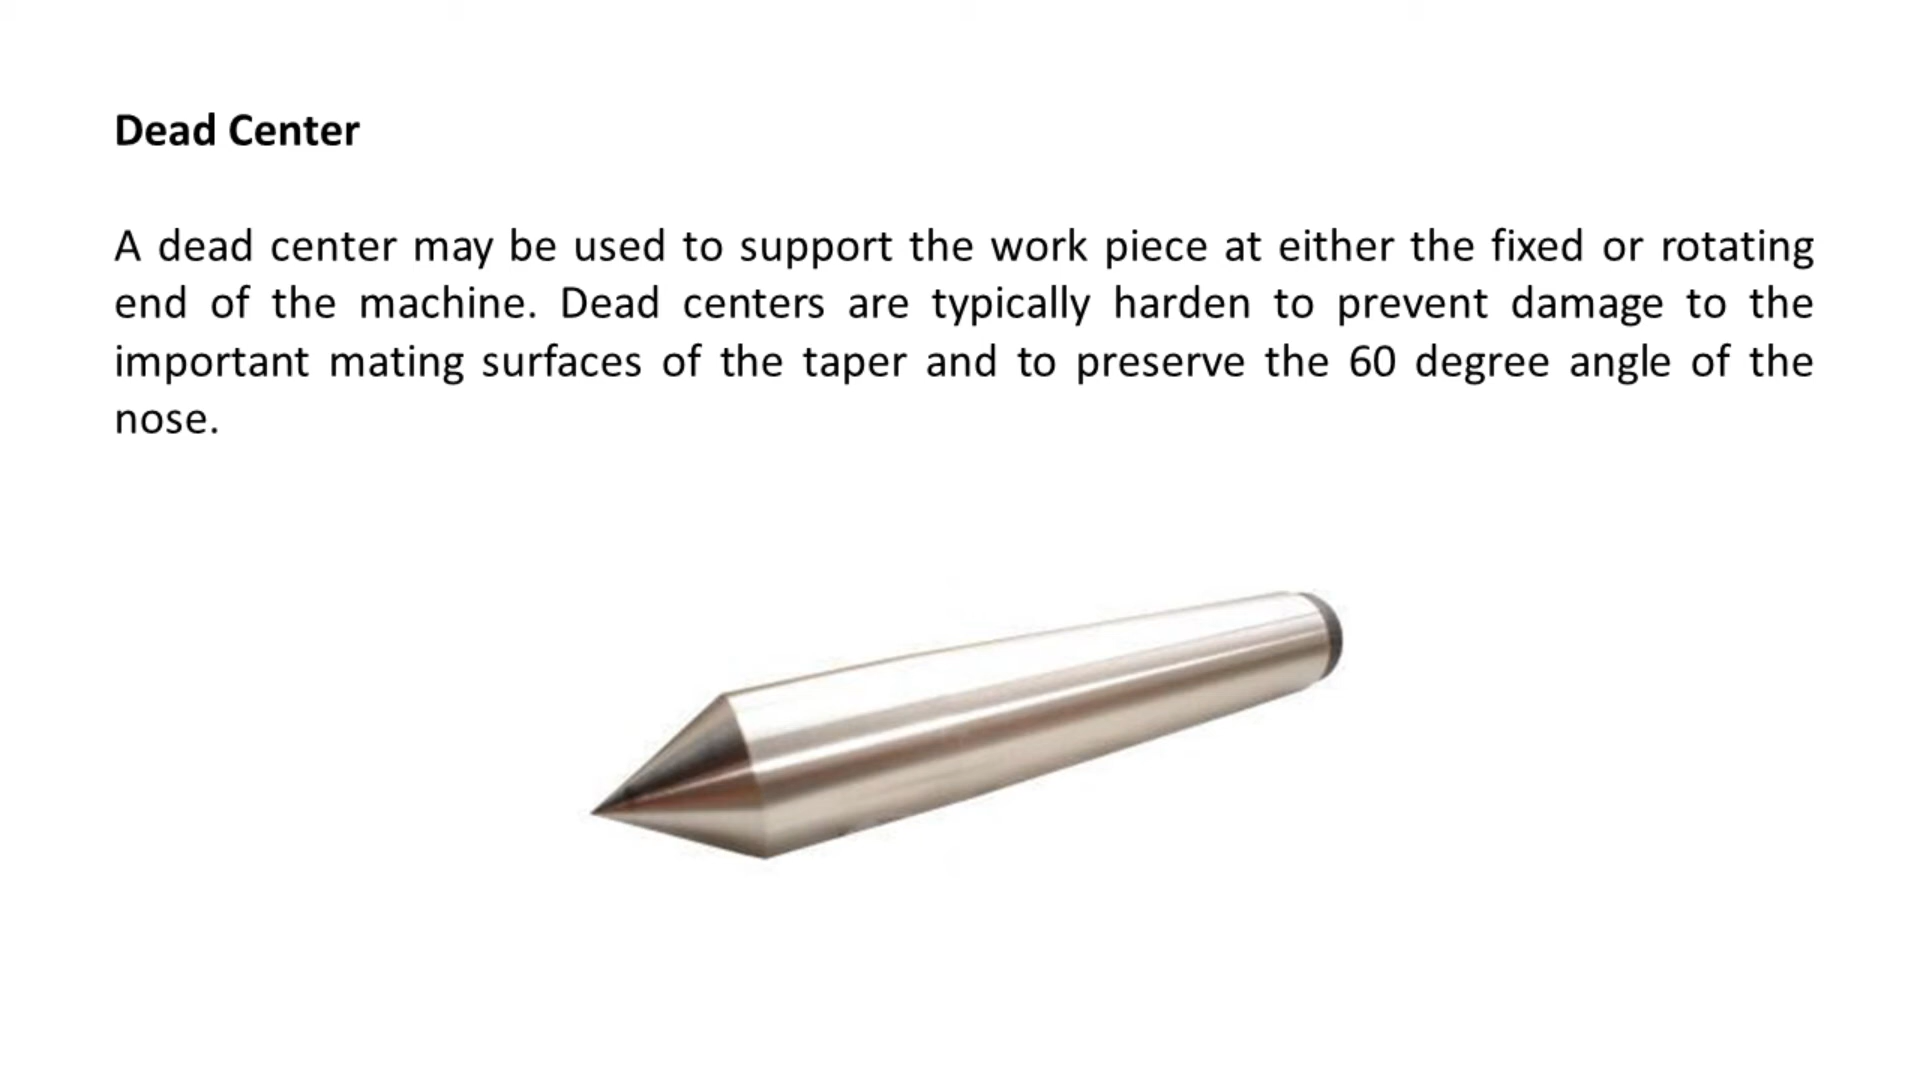 Dead Center
A dead center may be used to support the work piece at either the fixed or rotating
end of the machine. Dead centers are typically harden to prevent damage to the
important mating surfaces of the taper and to preserve the 60 degree angle of the
nose.